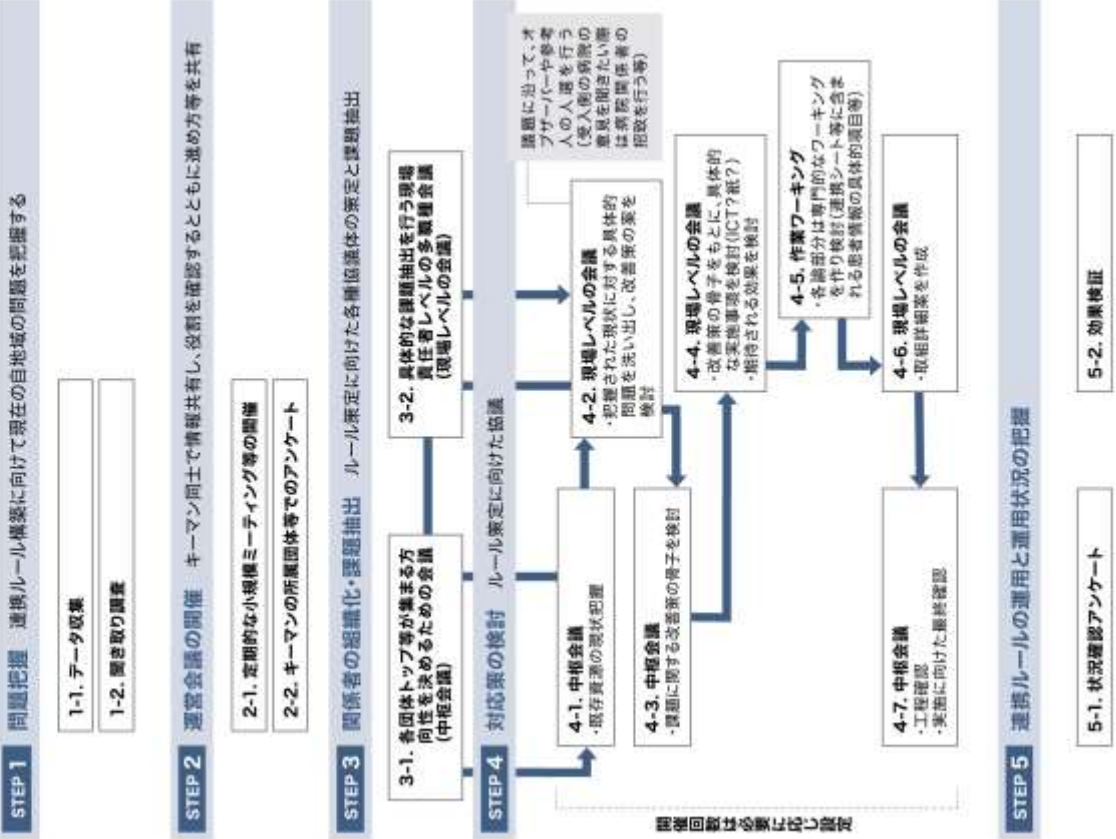 STEP 1 問題把握 連携ルール構築に向けて現在の自地域の問題を把握する
1-1. データ収集
1-2. 聞き取り調査
STEP 2 運営会議の開催 キーマン同士で情報共有し、役割を確認するとともに進め方等を共有
2-1. 定期的な小規模ミーティング等の開催
2-2. キーマンの所属団体等でのアンケート
STEP 3 関係者の組織化・課題抽出 ルール策定に向けた各種協議体の策定と課題抽出
3-1. 各団体トップ等が集まる方
向性を決めるための会議
(中枢会議)
3-2. 具体的な課題抽出を行う現場
責任者レベルの多職種会議
(現場レベルの会議)
STEP 4 対応策の検討 ルール策定に向けた協議
議題に沿って、オ
ブザーバーや参考
人の人選を行う
(受入側の病院の
意見を聞きたい際
は病院関係者の
招致を行う等)
4-1. 中枢会議
・既存資源の現状把握
4-2. 現場レベルの会議
・把握された現状に対する具体的
問題を洗い出し、改善策の案を
検討
4-3. 中枢会議
・課題に関する改善策の骨子を検討
4-4. 現場レベルの会議
・改善策の骨子をもとに、具体的
な実施事項を検討(ICT?紙?)
・期待される効果を検討
4-5. 作業ワーキング
・各論部分は専門的なワーキング
を作り検討(連携シート等に含ま
れる患者情報の具体的項目等)
4-6. 現場レベルの会議
・取組詳細案を作成
4-7. 中枢会議
・工程確認
・実施に向けた最終確認
開催回数は必要に応じ設定
STEP 5 連携ルールの運用と運用状況の把握
5-1. 状況確認アンケート
5-2. 効果検証